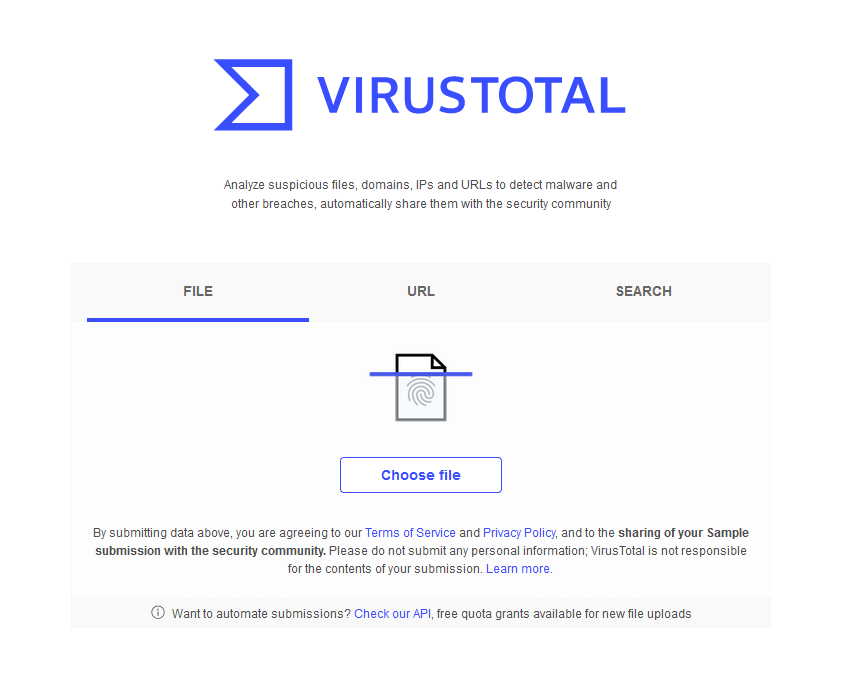 VIRUSTOTAL
Analyze suspicious files, domains, IPs and URLs to detect malware and
other breaches, automatically share them with the security community
FILE
URL
SEARCH
Choose file
By submitting data above, you are agreeing to our Terms of Service and Privacy Policy, and to the sharing of your Sample
submission with the security community. Please do not submit any personal information; VirusTotal is not responsible
for the contents of your submission. Learn more.
Want to automate submissions? Check our API, free quota grants available for new file uploads